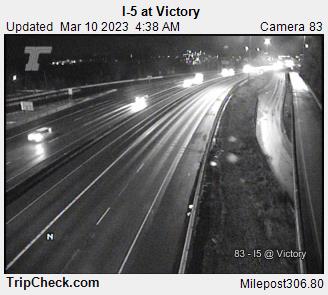 I-5 at Victory
Updated Mar 10 2023 4:38 AM Camera 83
T
N
83 - I5 @ Victory
TripCheck.com Milepost306.80